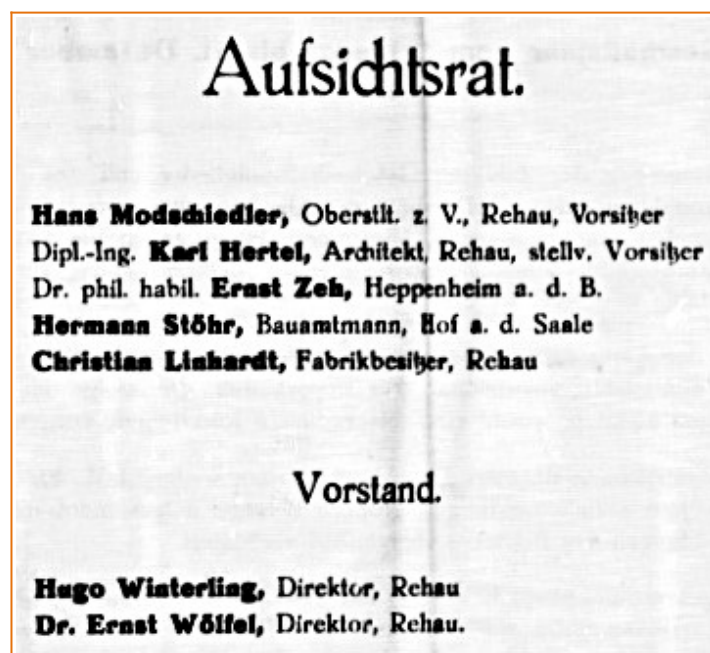 Aufsichtsrat.
Hans Modschiedler, Oberstlt. z. V., Rehau, Vorsitzer
Dipl.-Ing. Karl Hertel, Architekt, Rehau, stellv. Vorsitzer
Dr. phil. habil. Ernst Zeh, Heppenheim a. d. B.
Hermann Stöhr, Bauamtmann, Hof a. d. Saale
Christian Linhardt, Fabrikbesitzer, Rehau
Vorstand.
Hugo Winterling, Direktor, Rehau
Dr. Ernst Wölfel, Direktor, Rehau.